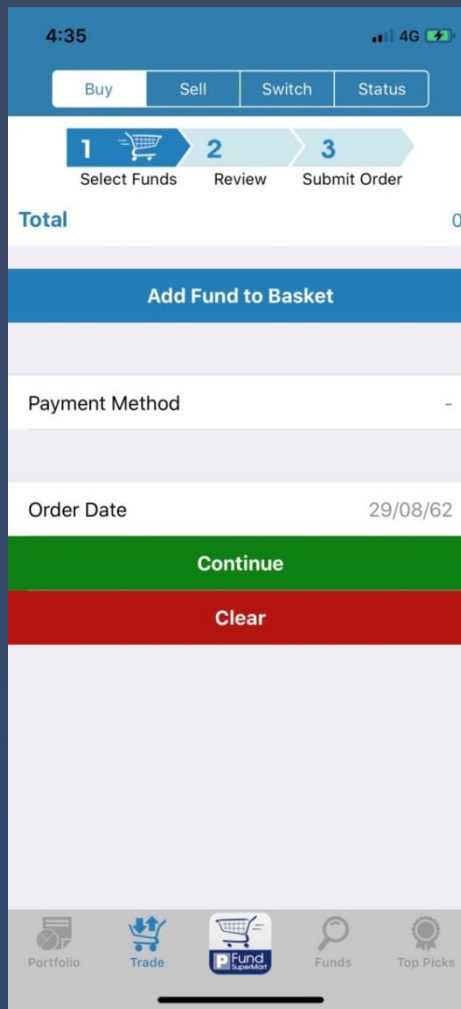 4:35 4G
Buy Sell Switch Status
1 2 3
Select Funds Review Submit Order
Total 0
Add Fund to Basket
Payment Method -
Order Date 29/08/62
Continue
Clear
P Fund
SuperMart
Portfolio Trade Funds Top Picks